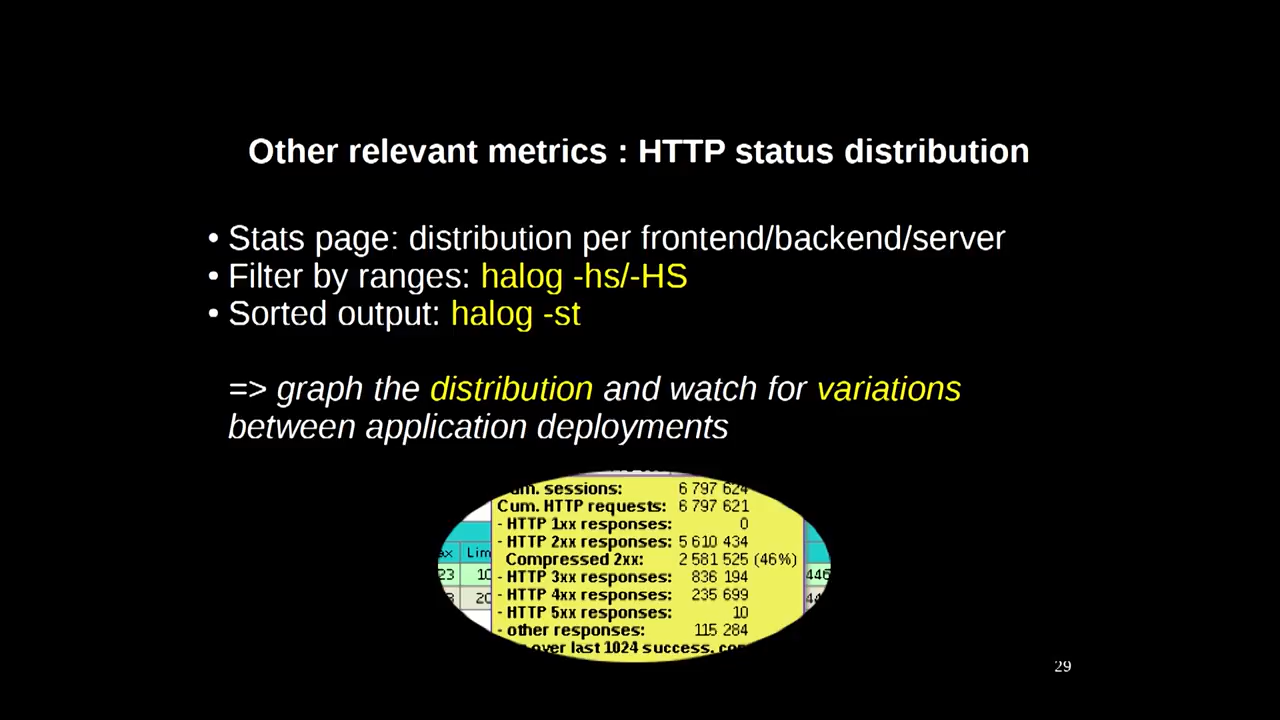 Other relevant metrics : HTTP status distribution
• Stats page: distribution per frontend/backend/server
• Filter by ranges: halog -hs/-HS
• Sorted output: halog -st
=> graph the distribution and watch for variations
between application deployments
sessions: 6 797 624
Cum. HTTP requests: 6 797 621
- HTTP 1xx responses: 0
- HTTP 2xx responses: 5 610 434
Compressed 2xx: 2 581 525 (46%)
- HTTP 3xx responses: 836 194
- HTTP 4xx responses: 235 699
- HTTP 5xx responses: 10
- other responses: 115 284
over last 1024 success.
Lim
29